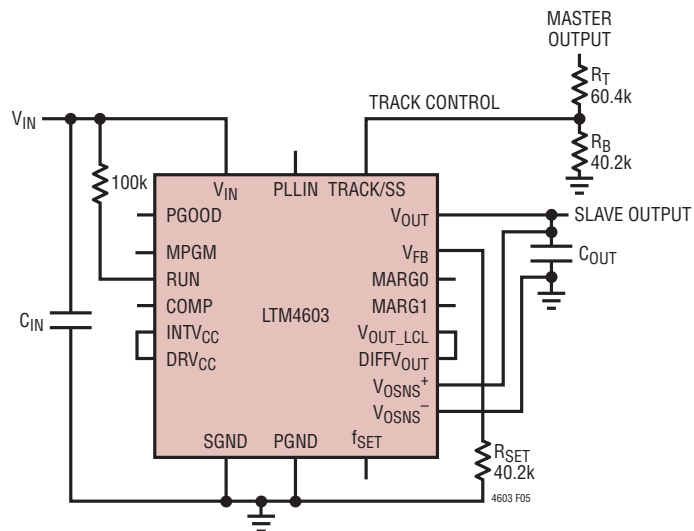 MASTER
OUTPUT
R_T
60.4k
TRACK CONTROL
V_IN
R_B
40.2k
100k
V_IN PLLIN TRACK/SS
PGOOD
V_OUT
SLAVE OUTPUT
MPGM
V_FB
C_OUT
RUN
MARG0
COMP
MARG1
C_IN
LTM4603
INTV_CC
V_OUT_LCL
DRV_CC
DIFFV_OUT
V_OSNS^+
V_OSNS^–
SGND PGND f_SET
R_SET
40.2k
4603 F05